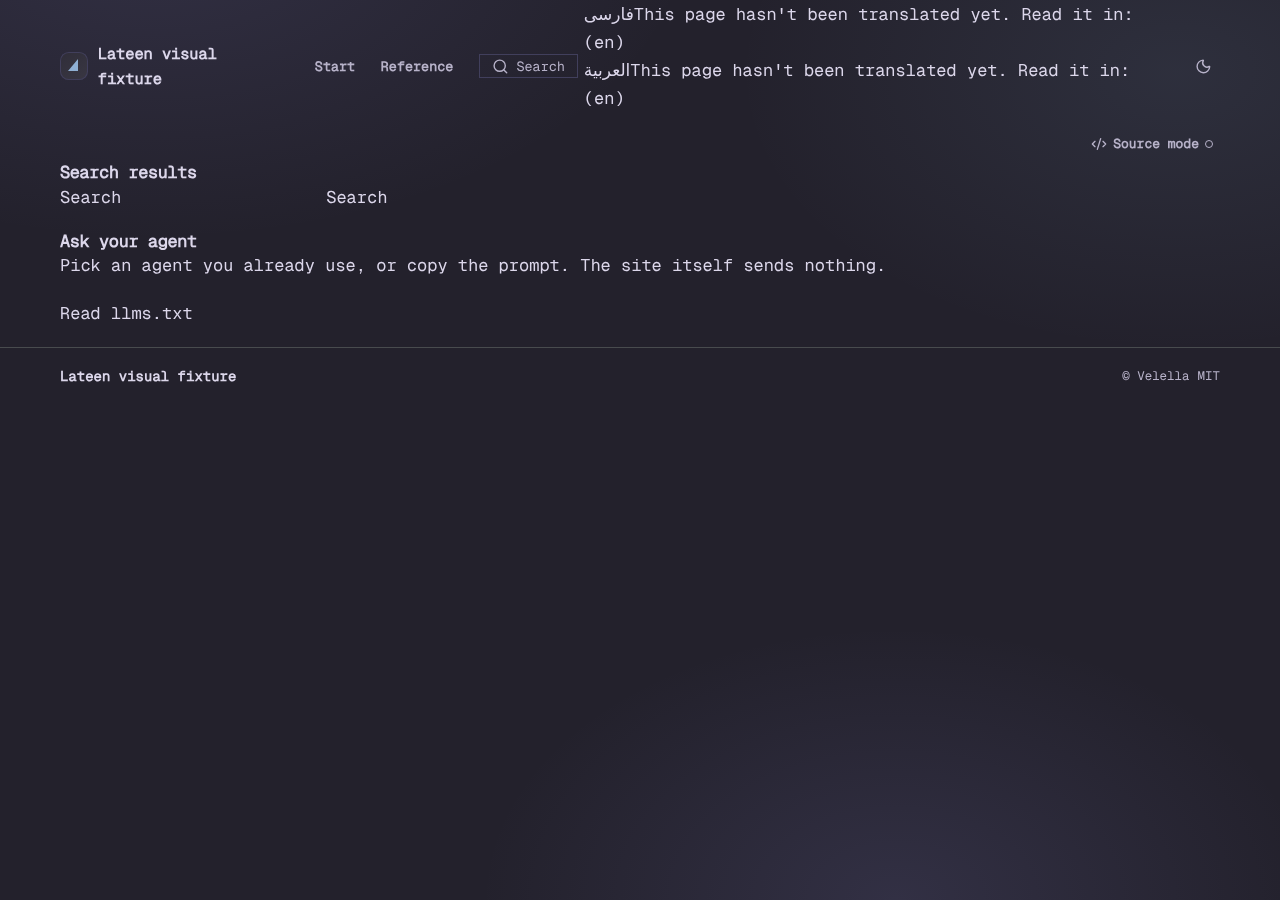 Lateen visual
fixture
Start
Reference
Search
فارسیThis page hasn't been translated yet. Read it in:
(en)
العربيةThis page hasn't been translated yet. Read it in:
(en)
Source mode
Search results
Search
Search
Ask your agent
Pick an agent you already use, or copy the prompt. The site itself sends nothing.
Read llms.txt
Lateen visual fixture
© Velella MIT